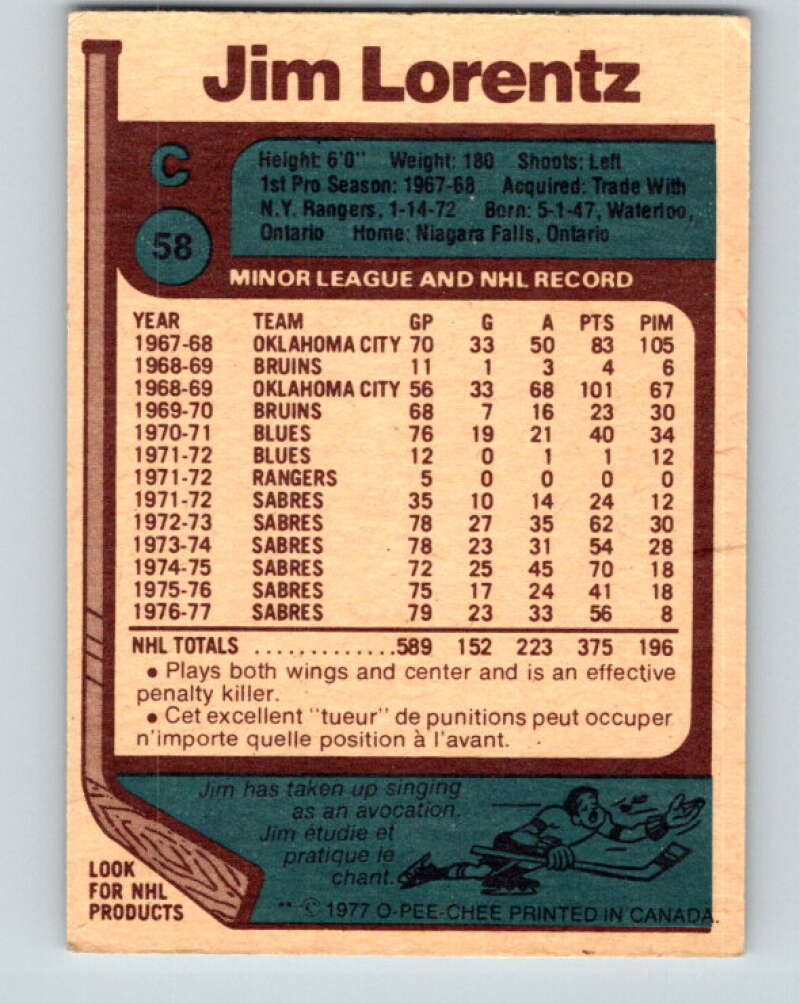 Jim Lorentz
C
58
Height: 6'0" Weight: 180 Shoots: Left
1st Pro Season: 1967-68 Acquired: Trade With
N.Y. Rangers, 1-14-72 Born: 5-1-47, Waterloo,
Ontario Home: Niagara Falls, Ontario
MINOR LEAGUE AND NHL RECORD
YEAR TEAM GP G A PTS PIM
1967-68 OKLAHOMA CITY 70 33 50 83 105
1968-69 BRUINS 11 1 3 4 6
1968-69 OKLAHOMA CITY 56 33 68 101 67
1969-70 BRUINS 68 7 16 23 30
1970-71 BLUES 76 19 21 40 34
1971-72 BLUES 12 0 1 1 12
1971-72 RANGERS 5 0 0 0 0
1971-72 SABRES 35 10 14 24 12
1972-73 SABRES 78 27 35 62 30
1973-74 SABRES 78 23 31 54 28
1974-75 SABRES 72 25 45 70 18
1975-76 SABRES 75 17 24 41 18
1976-77 SABRES 79 23 33 56 8
NHL TOTALS .............589 152 223 375 196
• Plays both wings and center and is an effective
penalty killer.
• Cet excellent "tueur" de punitions peut occuper
n'importe quelle position à l'avant.
Jim has taken up singing
as an avocation.
Jim étudie et
pratique le
chant.
LOOK
FOR NHL
PRODUCTS
** © 1977 O-PEE-CHEE PRINTED IN CANADA.